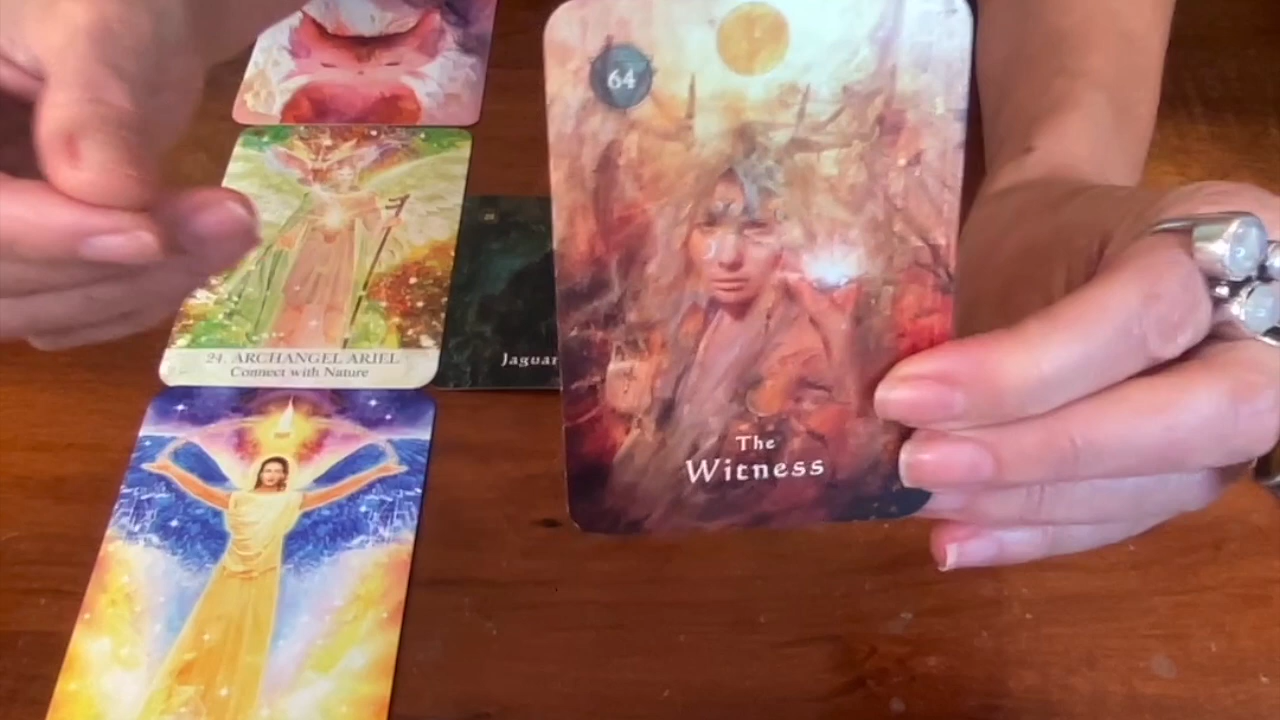 64
The
Witness
24. ARCHANGEL ARIEL
Connect with Nature
Jaguar